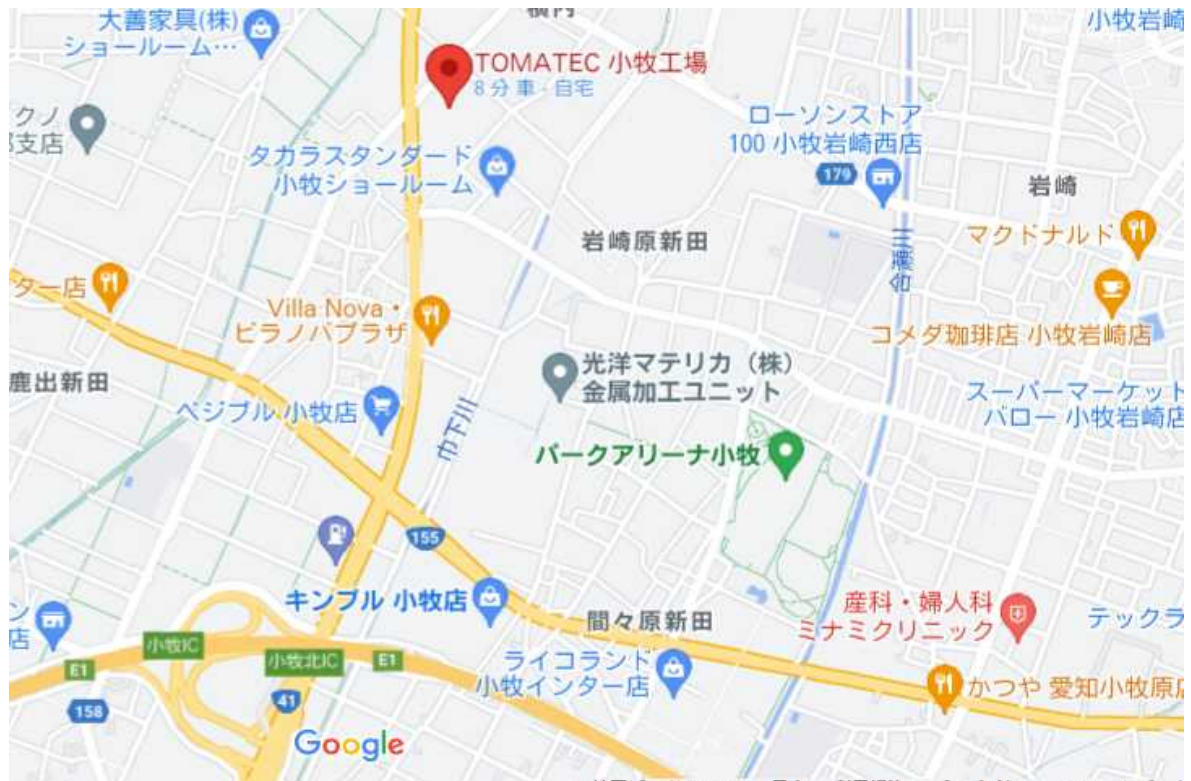 大善家具(株)
ショールーム…
横内
小牧岩崎
TOMATEC 小牧工場
8分 車 - 自宅
クノ
支店
タカラスタンダード
小牧ショールーム
ローソンストア
100 小牧岩崎西店
179
岩崎
岩崎原新田
合瀬川
マクドナルド
ター店
Villa Nova・
ビラノバプラザ
コメダ珈琲店 小牧岩崎店
光洋マテリカ（株）
金属加工ユニット
鹿出新田
ベジブル 小牧店
巾下川
スーパーマーケット
バロー 小牧岩崎店
パークアリーナ小牧
155
キンブル 小牧店
間々原新田
産科・婦人科
ミナミクリニック
テックラ
ン
店
小牧IC
小牧北IC
E1
E1
ライコランド
小牧インター店
かつや 愛知小牧原店
158
41
Google